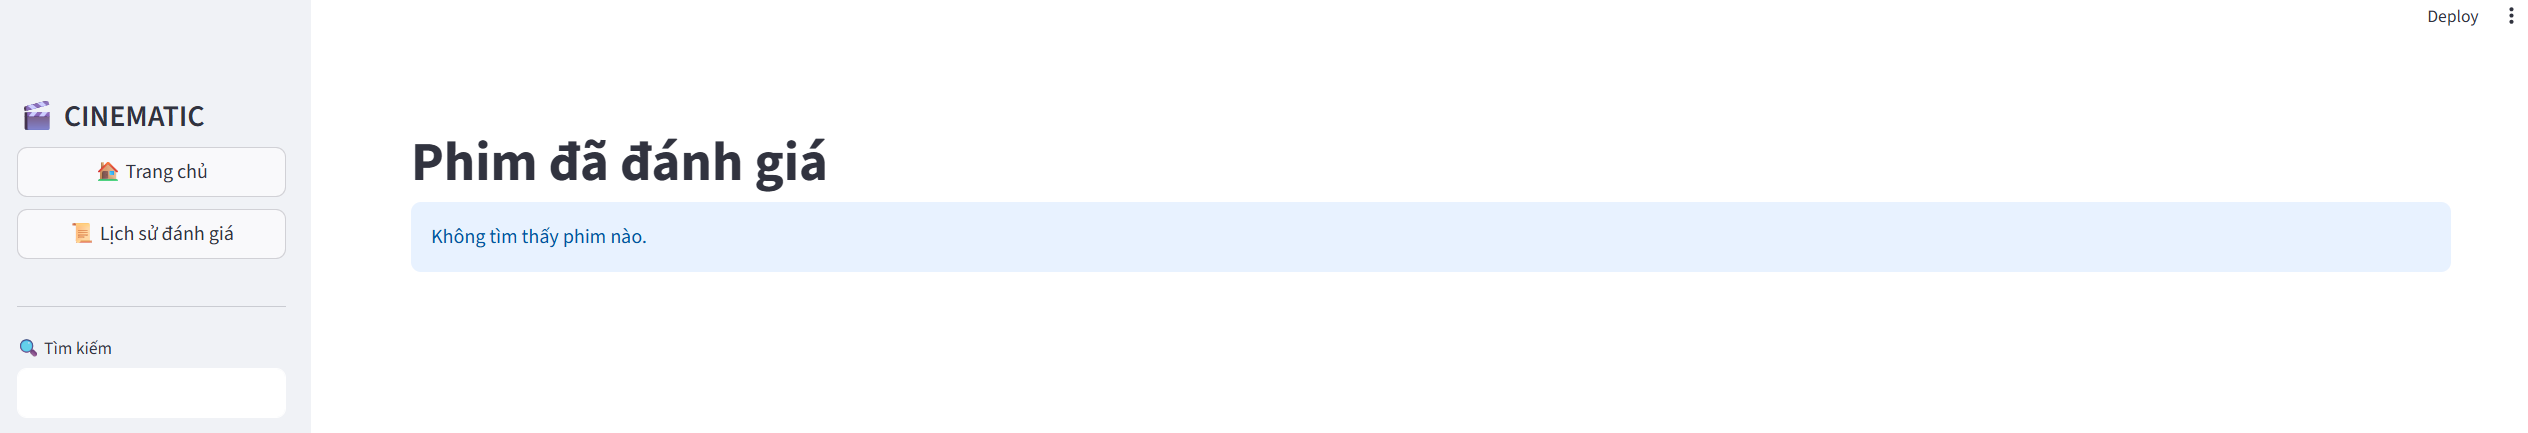 Deploy
CINEMATIC
Trang chủ
Lịch sử đánh giá
Tìm kiếm
Phim đã đánh giá
Không tìm thấy phim nào.